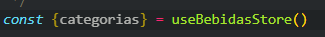 */
const {categorias} = useBebidasStore()